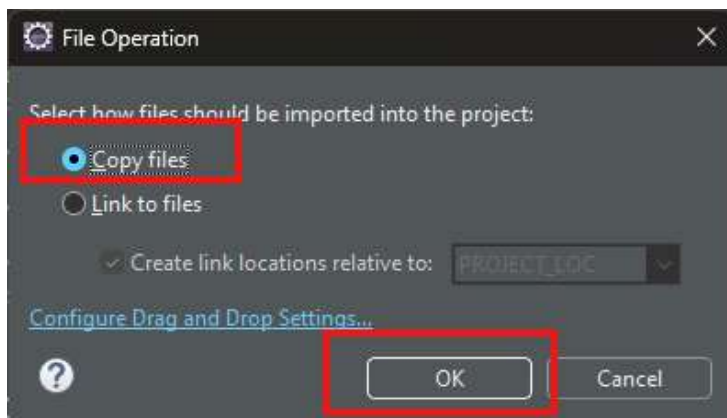 File Operation
Select how files should be imported into the project:
Copy files
Link to files
Create link locations relative to: PROJECT_LOC
Configure Drag and Drop Settings...
? OK Cancel